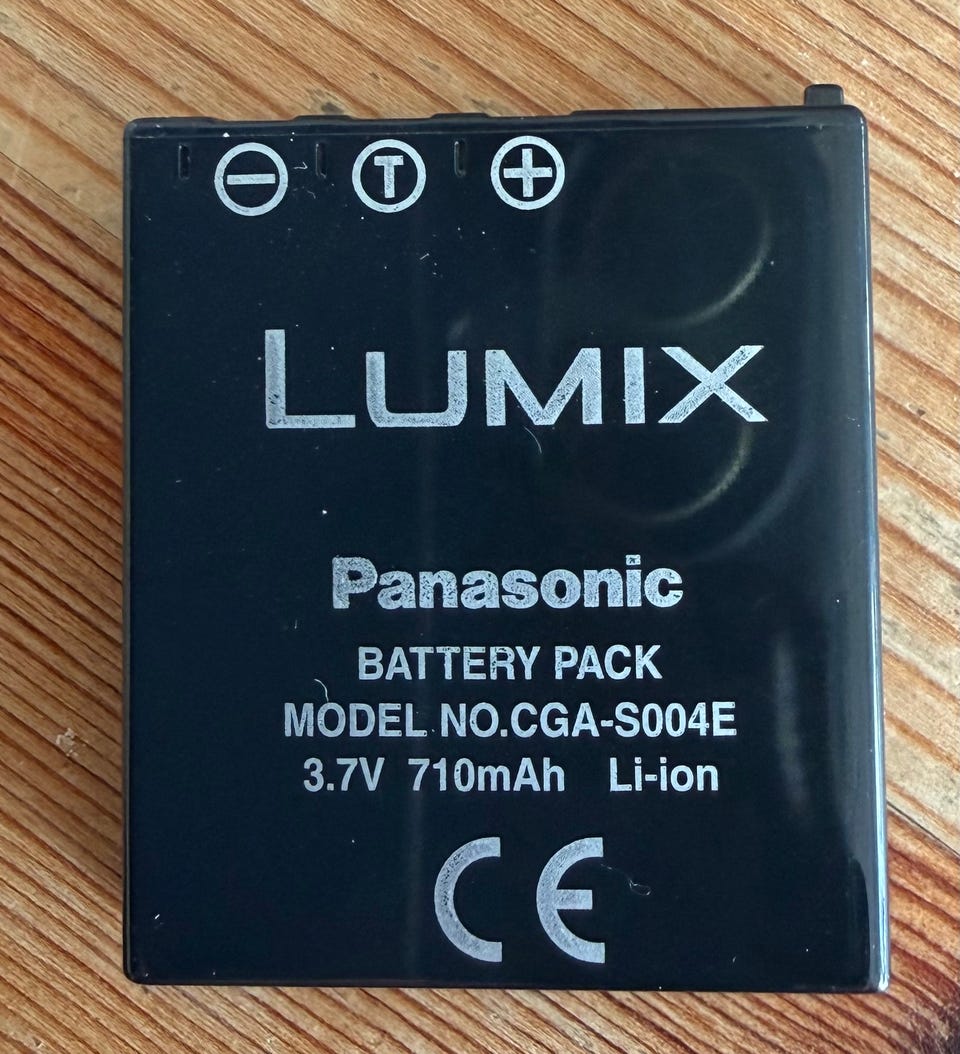 − T +
LUMIX
Panasonic
BATTERY PACK
MODEL NO.CGA-S004E
3.7V 710mAh Li-ion
CE